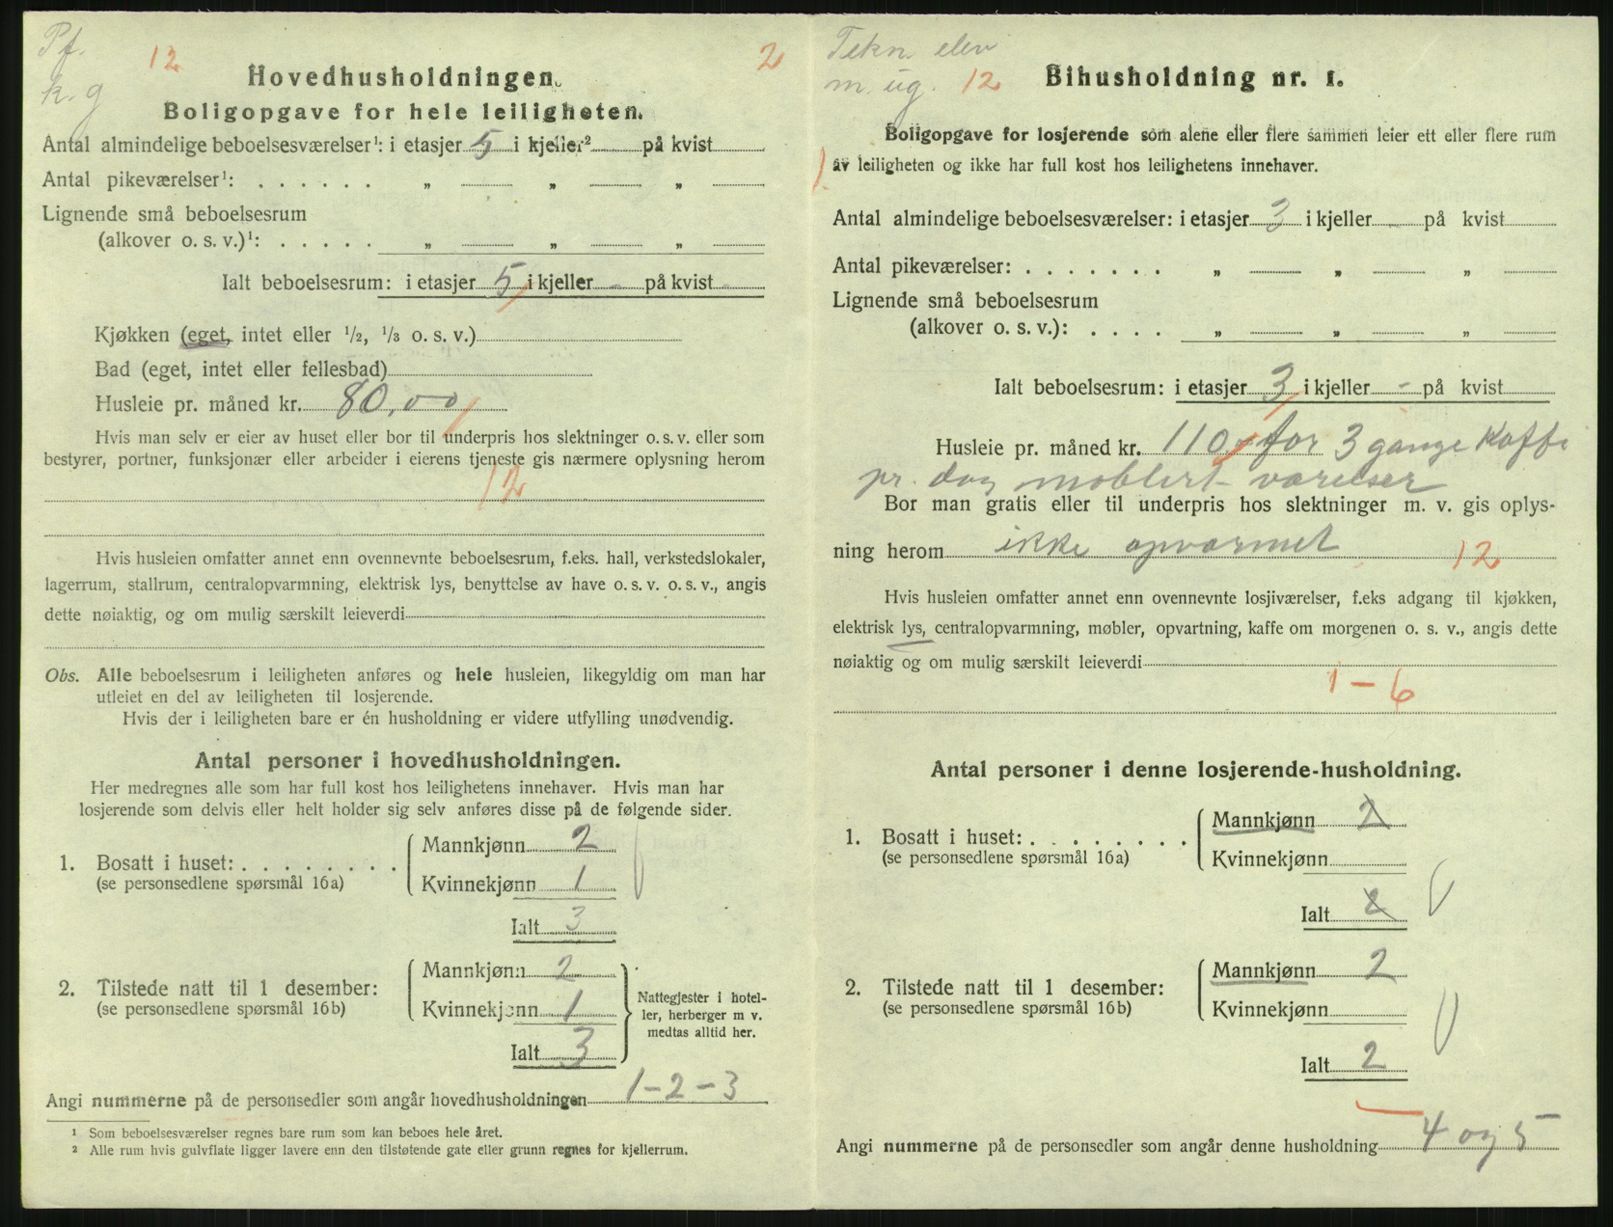 Pf.
k. g
12
2
Hovedhusholdningen.
Boligopgave for hele leiligheten.
Antal almindelige beboelsesværelser¹: i etasjer 5 i kjeller² - på kvist
Antal pikeværelser¹: . . . . . . „ „ „
Lignende små beboelsesrum
(alkover o. s. v.)¹: . . . . . „ „ „
Ialt beboelsesrum: i etasjer 5 i kjeller - på kvist -
Kjøkken (eget, intet eller ¹/₂, ¹/₃ o. s. v.)
Bad (eget, intet eller fellesbad)
Husleie pr. måned kr. 80,00
Hvis man selv er eier av huset eller bor til underpris hos slektninger o. s. v. eller som
bestyrer, portner, funksjonær eller arbeider i eierens tjeneste gis nærmere oplysning herom
12
Hvis husleien omfatter annet enn ovennevnte beboelsesrum, f.eks. hall, verkstedslokaler,
lagerrum, stallrum, centralopvarmning, elektrisk lys, benyttelse av have o. s. v. o. s. v., angis
dette nøiaktig, og om mulig særskilt leieverdi
Obs. Alle beboelsesrum i leiligheten anføres og hele husleien, likegyldig om man har
utleiet en del av leiligheten til losjerende.
Hvis der i leiligheten bare er én husholdning er videre utfylling unødvendig.
Antal personer i hovedhusholdningen.
Her medregnes alle som har full kost hos leilighetens innehaver. Hvis man har
losjerende som delvis eller helt holder sig selv anføres disse på de følgende sider.
Mannkjønn 2
1. Bosatt i huset: . . . . . . . .
(se personsedlene spørsmål 16a)
Kvinnekjønn 1
Ialt 3
Mannkjønn 2
2. Tilstede natt til 1 desember:
(se personsedlene spørsmål 16b)
Kvinnekjønn 1
Ialt 3
Nattegjester i hotel-
ler, herberger m v.
medtas alltid her.
Angi nummerne på de personsedler som angår hovedhusholdningen 1-2-3
¹ Som beboelsesværelser regnes bare rum som kan beboes hele året.
² Alle rum hvis gulvflate ligger lavere enn den tilstøtende gate eller grunn regnes for kjellerrum.
Tekn. elev
m. ug. 12
Bihusholdning nr. 1.
Boligopgave for losjerende som alene eller flere sammen leier ett eller flere rum
1 av leiligheten og ikke har full kost hos leilighetens innehaver.
Antal almindelige beboelsesværelser: i etasjer 3 i kjeller - på kvist
Antal pikeværelser: . . . . . . . „ „ „
Lignende små beboelsesrum
(alkover o. s. v.): . . . . „ „ „
Ialt beboelsesrum: i etasjer 3 i kjeller - på kvist
Husleie pr. måned kr. 110,- for 3 gange Kaffe
pr. dag møblert værelser
Bor man gratis eller til underpris hos slektninger m. v. gis oplys-
ning herom ikke opvarmet 12
Hvis husleien omfatter annet enn ovennevnte losjiværelser, f.eks adgang til kjøkken,
elektrisk lys, centralopvarmning, møbler, opvartning, kaffe om morgenen o. s. v., angis dette
nøiaktig og om mulig særskilt leieverdi
1 - 6
Antal personer i denne losjerende-husholdning.
Mannkjønn 2
1. Bosatt i huset: . . . . . . . .
(se personsedlene spørsmål 16a)
Kvinnekjønn
Ialt 2
Mannkjønn 2
2. Tilstede natt til 1 desember:
(se personsedlene spørsmål 16b)
Kvinnekjønn
Ialt 2
Angi nummerne på de personsedler som angår denne husholdning 4 og 5